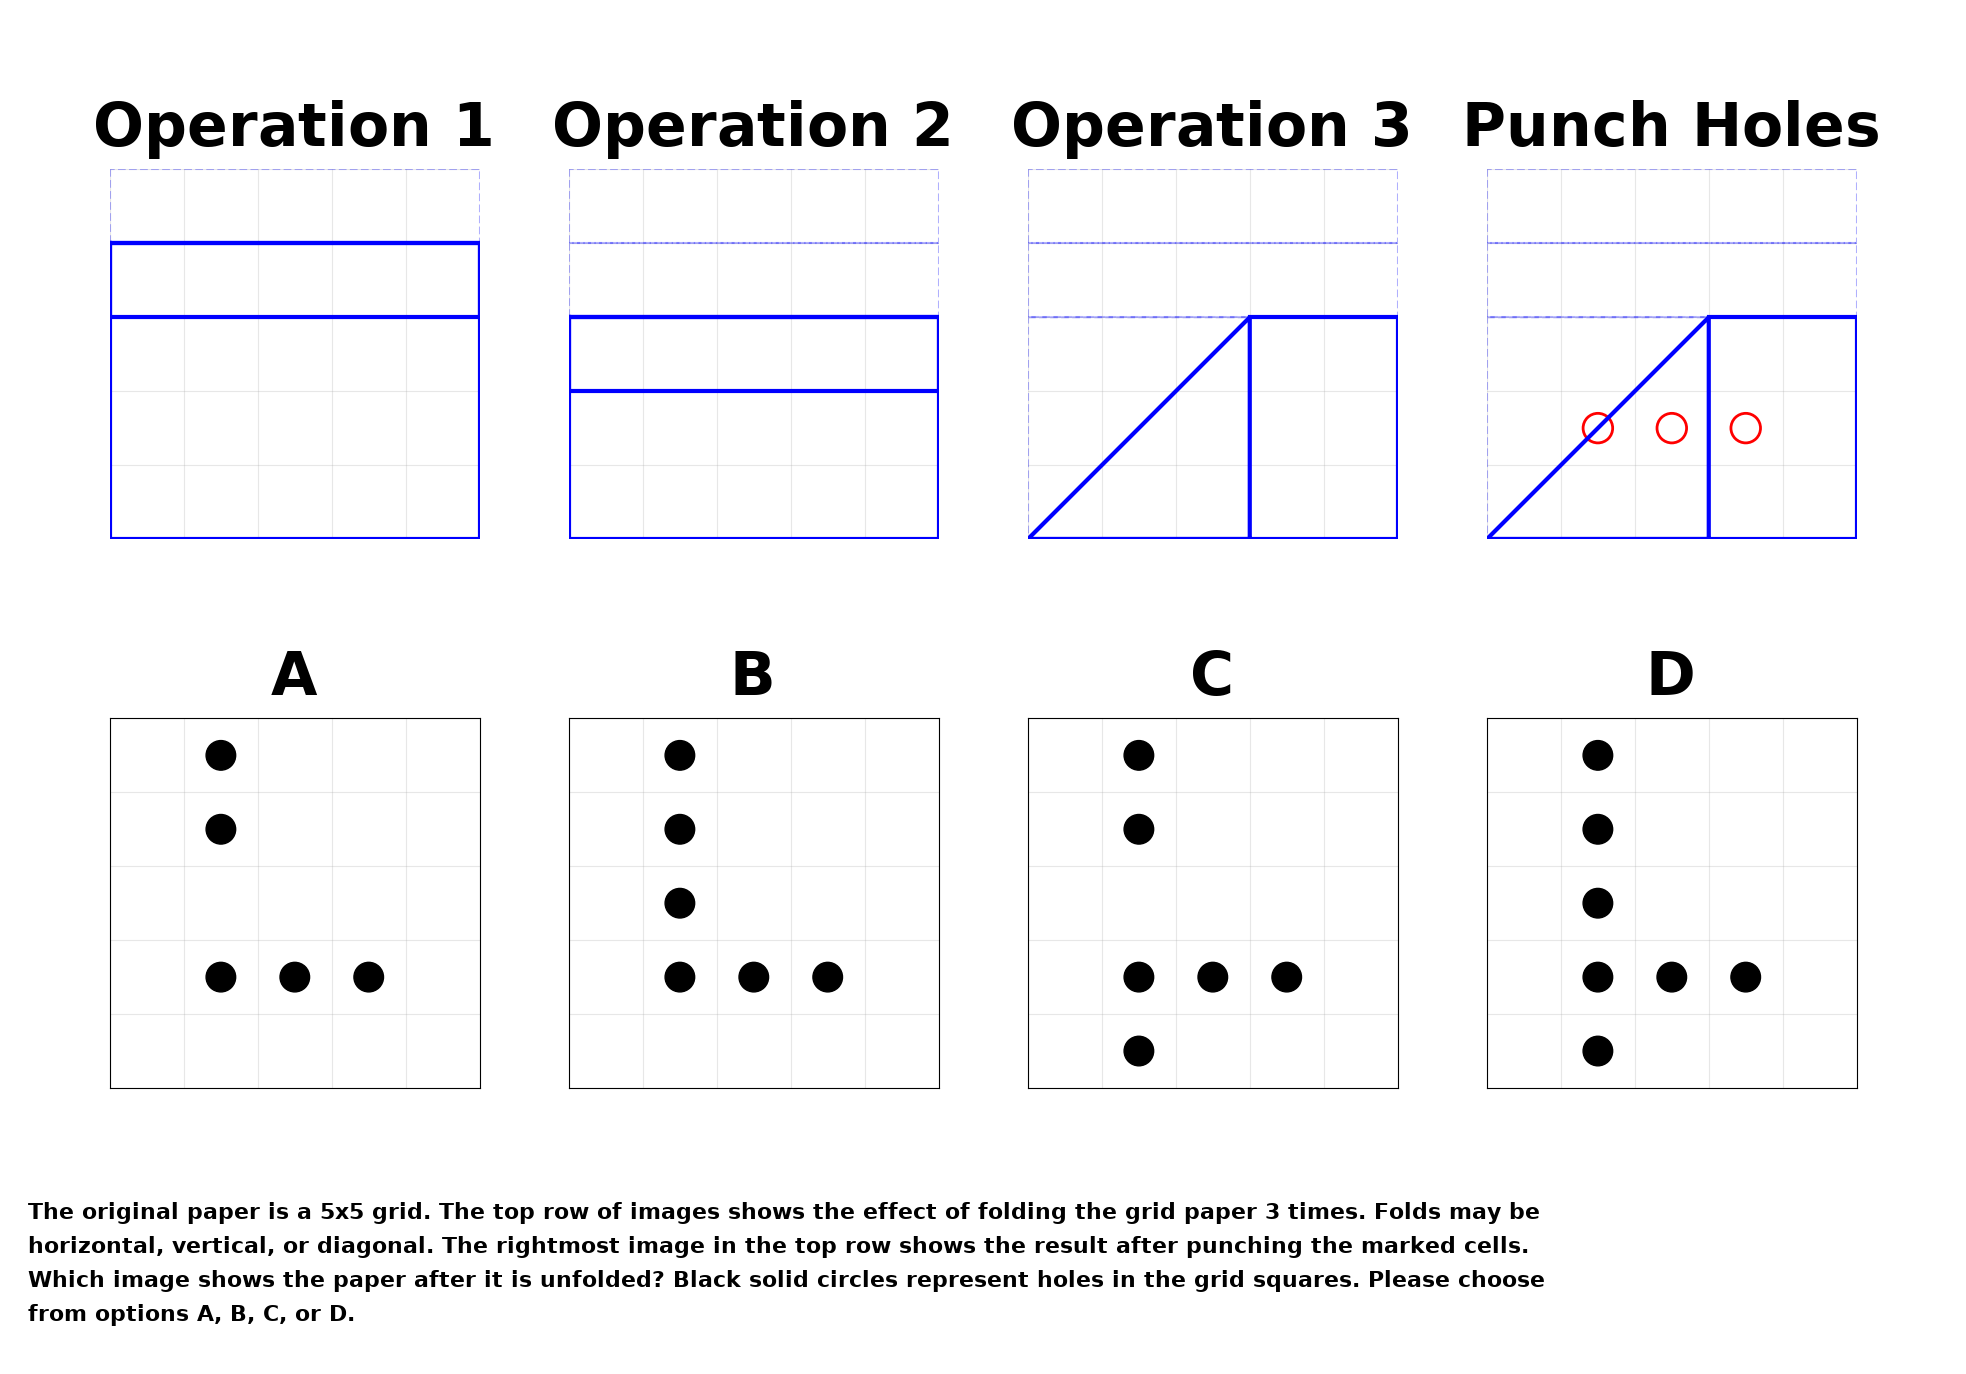 Operation 1 Operation 2 Operation 3 Punch Holes
A B C D
The original paper is a 5x5 grid. The top row of images shows the effect of folding the grid paper 3 times. Folds may be
horizontal, vertical, or diagonal. The rightmost image in the top row shows the result after punching the marked cells.
Which image shows the paper after it is unfolded? Black solid circles represent holes in the grid squares. Please choose
from options A, B, C, or D.